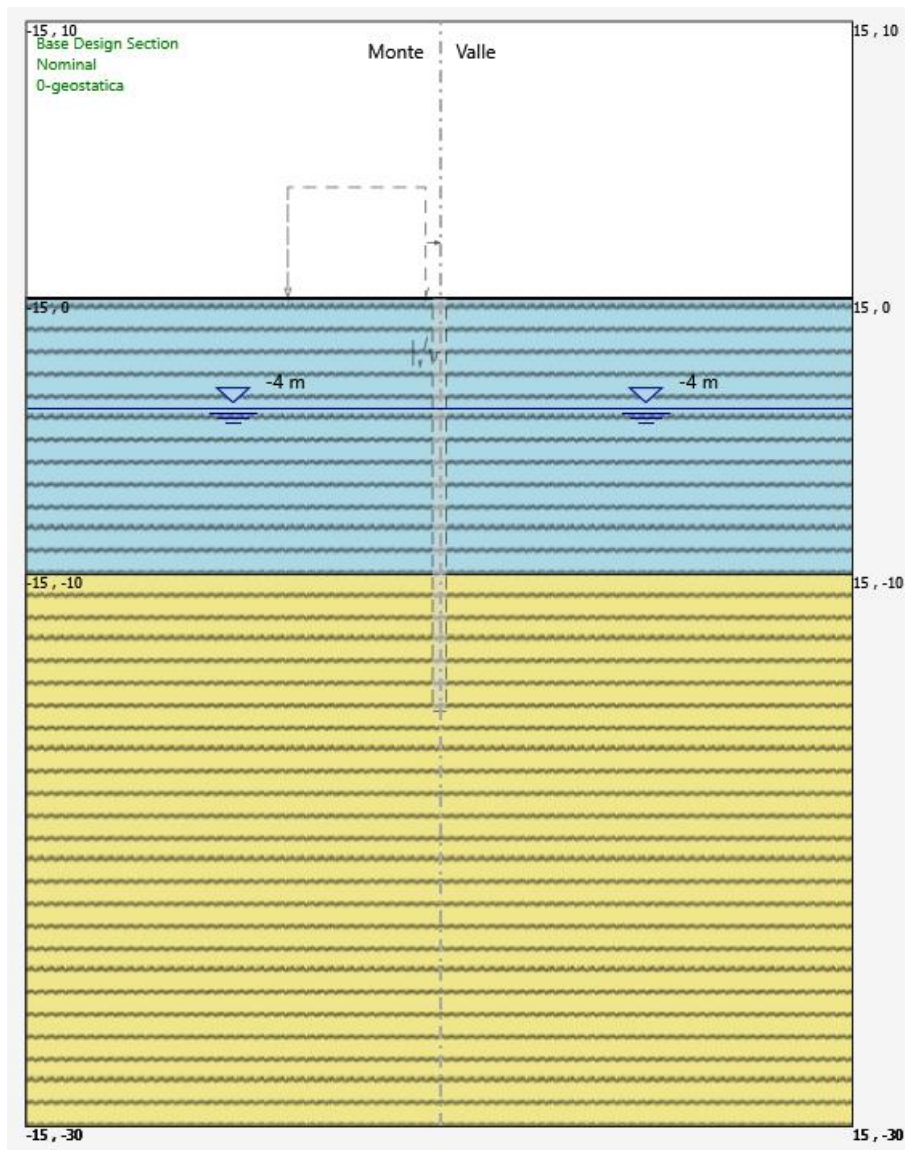 -15 , 10
15 , 10
Base Design Section
Nominal
0-geostatica
Monte
Valle
-15 , 0
15 , 0
-4 m
-4 m
-15 , -10
15 , -10
-15 , -30
15 , -30